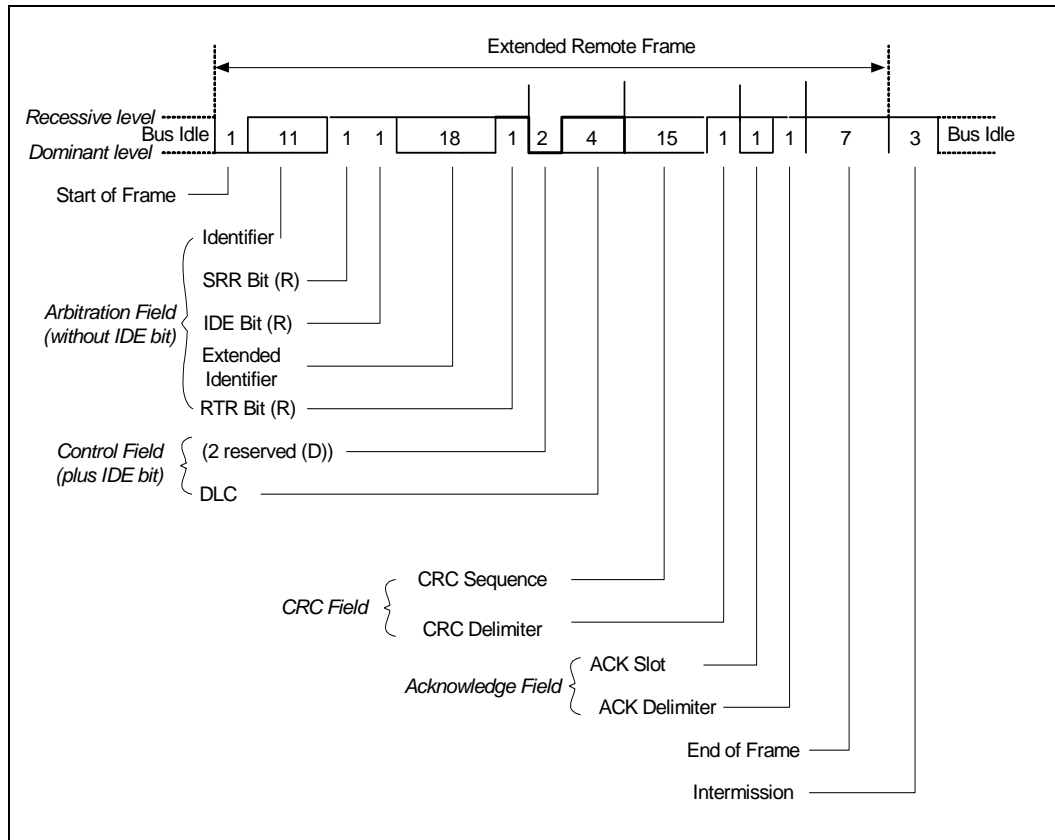 Extended Remote Frame
Recessive level
Bus Idle 1 11 1 1 18 1 2 4 15 1 1 1 7 3 Bus Idle
Dominant level
Start of Frame
Identifier
SRR Bit (R)
Arbitration Field
(without IDE bit)
IDE Bit (R)
Extended
Identifier
RTR Bit (R)
Control Field
(plus IDE bit)
(2 reserved (D))
DLC
CRC Field
CRC Sequence
CRC Delimiter
Acknowledge Field
ACK Slot
ACK Delimiter
End of Frame
Intermission